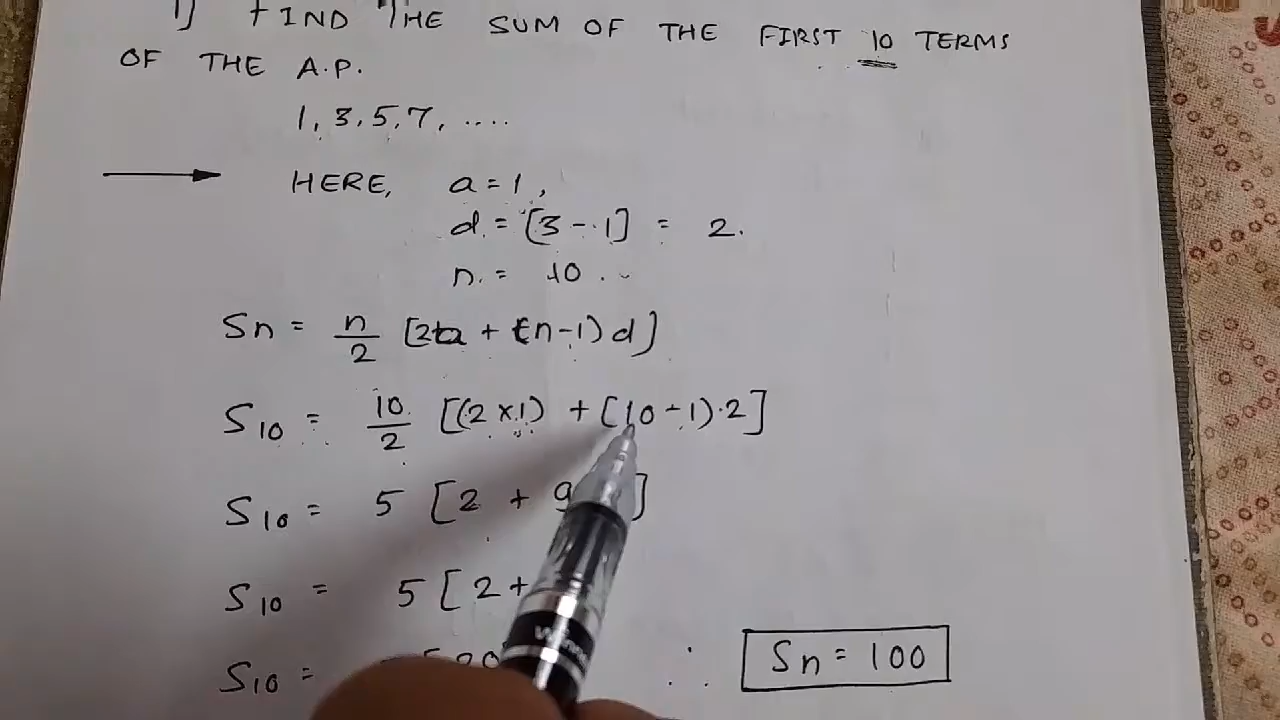 1) FIND THE SUM OF THE FIRST 10 TERMS
OF THE A.P.
1, 3, 5, 7, ....
HERE, a = 1,
d = [3 - 1] = 2.
n = 10 ..
Sn = n/2 [2a + (n-1) d]
S10 = 10/2 [(2 × 1) + (10 - 1) . 2]
S10 = 5 [2 + 9 ]
S10 = 5 [2 +
S10 = 20
∴ Sn = 100